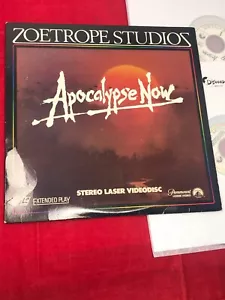 ZOETROPE STUDIOS
Apocalypse Now
STEREO LASER VIDEODISC
EXTENDED PLAY
Paramount